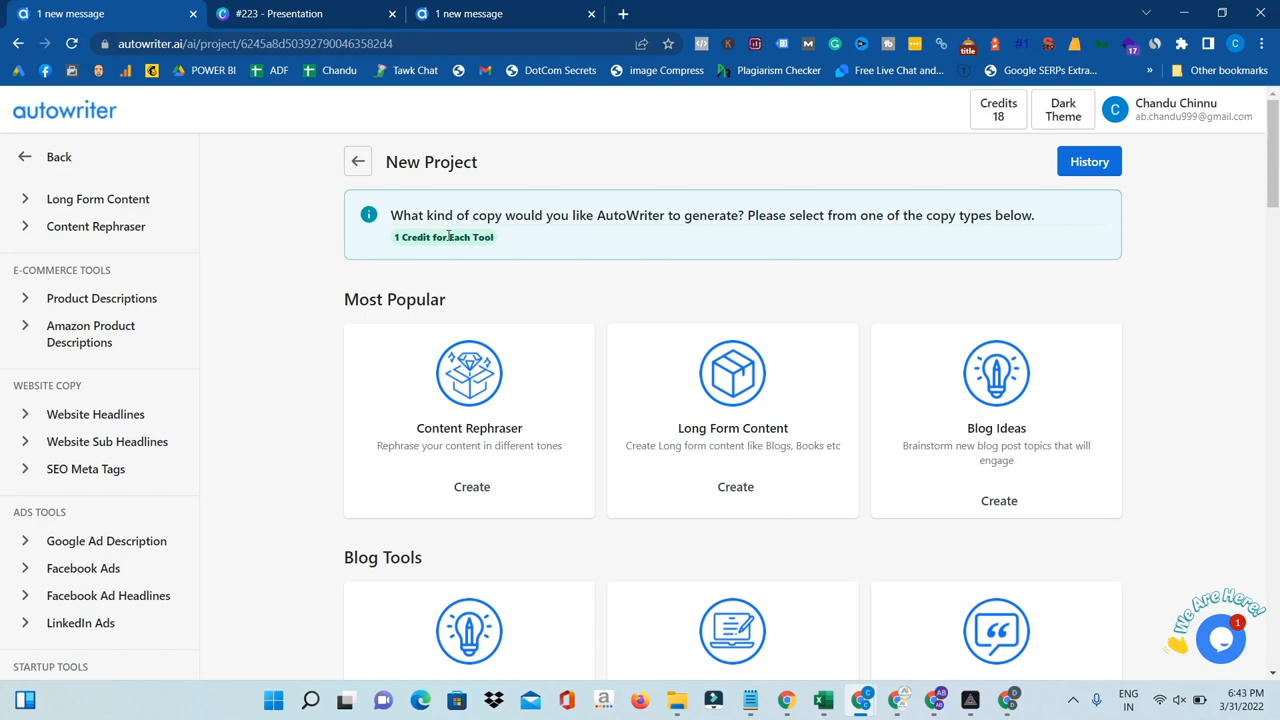 1 new message
#223 - Presentation
1 new message
autowriter.ai/ai/project/6245a8d503927900463582d4
POWER BI
ADF
Chandu
Tawk Chat
DotCom Secrets
image Compress
Plagiarism Checker
Free Live Chat and...
Google SERPs Extra...
Other bookmarks
autowriter
Credits
18
Dark
Theme
C
Chandu Chinnu
ab.chandu999@gmail.com
Back
Long Form Content
Content Rephraser
E-COMMERCE TOOLS
Product Descriptions
Amazon Product
Descriptions
WEBSITE COPY
Website Headlines
Website Sub Headlines
SEO Meta Tags
ADS TOOLS
Google Ad Description
Facebook Ads
Facebook Ad Headlines
LinkedIn Ads
STARTUP TOOLS
New Project
History
What kind of copy would you like AutoWriter to generate? Please select from one of the copy types below.
1 Credit for Each Tool
Most Popular
Content Rephraser
Rephrase your content in different tones
Create
Long Form Content
Create Long form content like Blogs, Books etc
Create
Blog Ideas
Brainstorm new blog post topics that will
engage
Create
Blog Tools
We Are Here!
1
ENG
IN
6:43 PM
3/31/2022